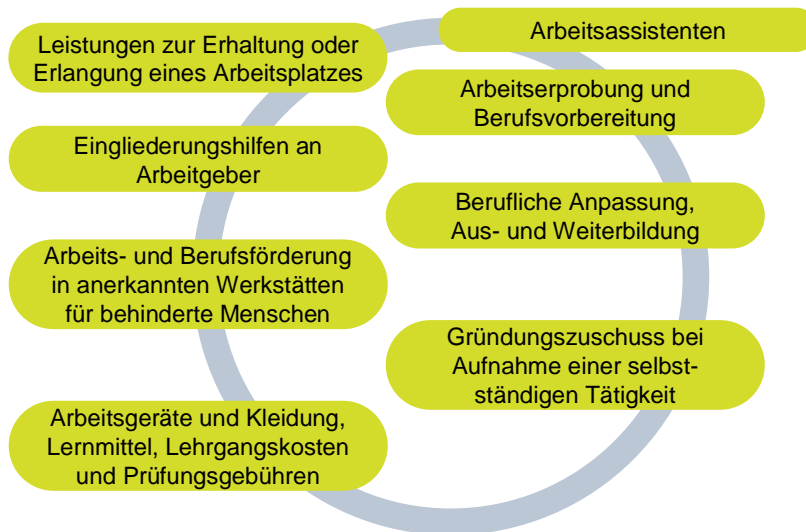 Leistungen zur Erhaltung oder
Erlangung eines Arbeitsplatzes
Eingliederungshilfen an
Arbeitgeber
Arbeits- und Berufsförderung
in anerkannten Werkstätten
für behinderte Menschen
Arbeitsgeräte und Kleidung,
Lernmittel, Lehrgangskosten
und Prüfungsgebühren
Arbeitsassistenten
Arbeitserprobung und
Berufsvorbereitung
Berufliche Anpassung,
Aus- und Weiterbildung
Gründungszuschuss bei
Aufnahme einer selbst-
ständigen Tätigkeit